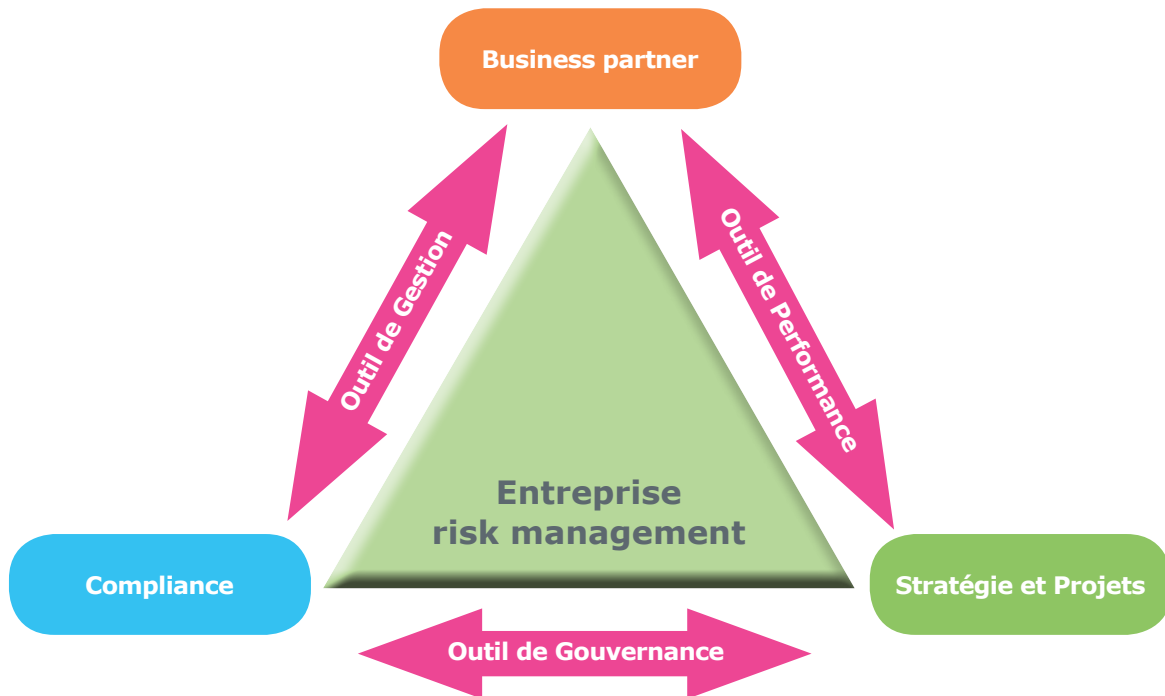 Business partner
Outil de Gestion
Outil de Performance
Entreprise
risk management
Compliance
Stratégie et Projets
Outil de Gouvernance